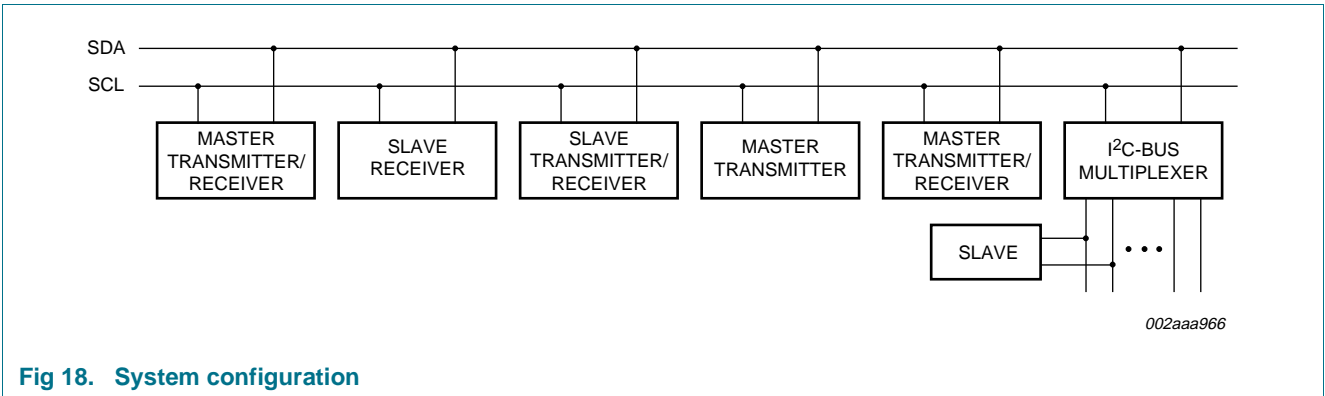 SDA
SCL
MASTER
TRANSMITTER/
RECEIVER
SLAVE
RECEIVER
SLAVE
TRANSMITTER/
RECEIVER
MASTER
TRANSMITTER
MASTER
TRANSMITTER/
RECEIVER
I²C-BUS
MULTIPLEXER
SLAVE
002aaa966
Fig 18. System configuration